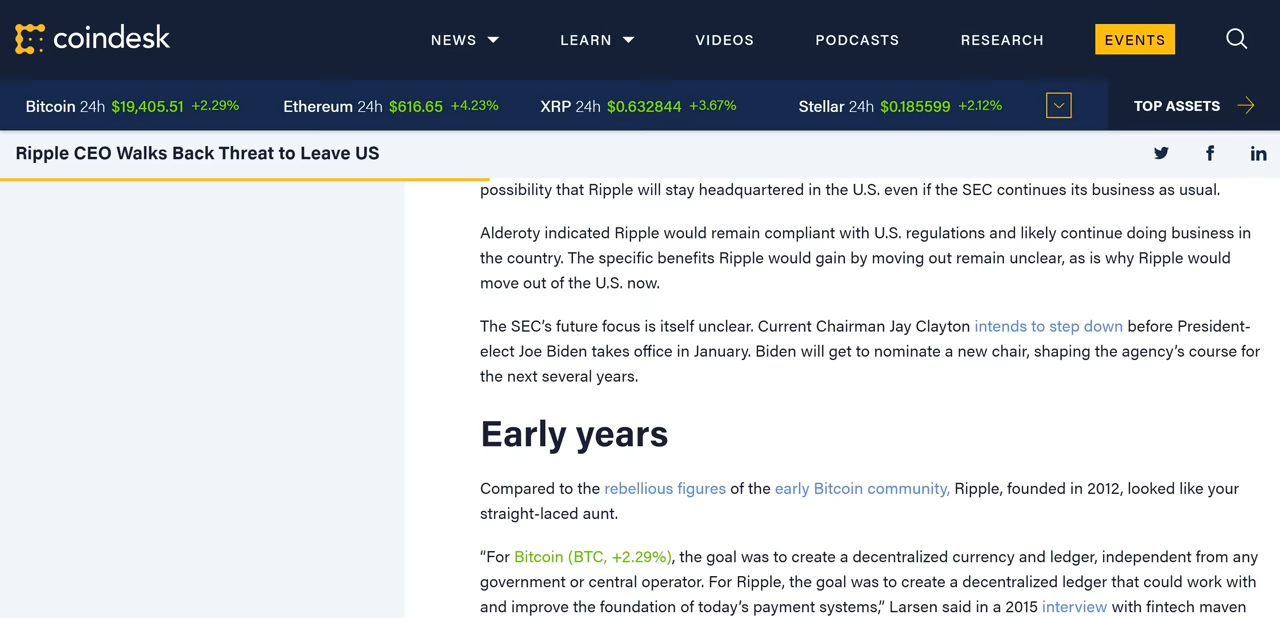 coindesk
NEWS LEARN VIDEOS PODCASTS RESEARCH EVENTS
Bitcoin 24h $19,405.51 +2.29% Ethereum 24h $616.65 +4.23% XRP 24h $0.632844 +3.67% Stellar 24h $0.185599 +2.12% TOP ASSETS
Ripple CEO Walks Back Threat to Leave US
possibility that Ripple will stay headquartered in the U.S. even if the SEC continues its business as usual.
Alderoty indicated Ripple would remain compliant with U.S. regulations and likely continue doing business in
the country. The specific benefits Ripple would gain by moving out remain unclear, as is why Ripple would
move out of the U.S. now.
The SEC’s future focus is itself unclear. Current Chairman Jay Clayton intends to step down before President-
elect Joe Biden takes office in January. Biden will get to nominate a new chair, shaping the agency’s course for
the next several years.
Early years
Compared to the rebellious figures of the early Bitcoin community, Ripple, founded in 2012, looked like your
straight-laced aunt.
“For Bitcoin (BTC, +2.29%), the goal was to create a decentralized currency and ledger, independent from any
government or central operator. For Ripple, the goal was to create a decentralized ledger that could work with
and improve the foundation of today’s payment systems,” Larsen said in a 2015 interview with fintech maven